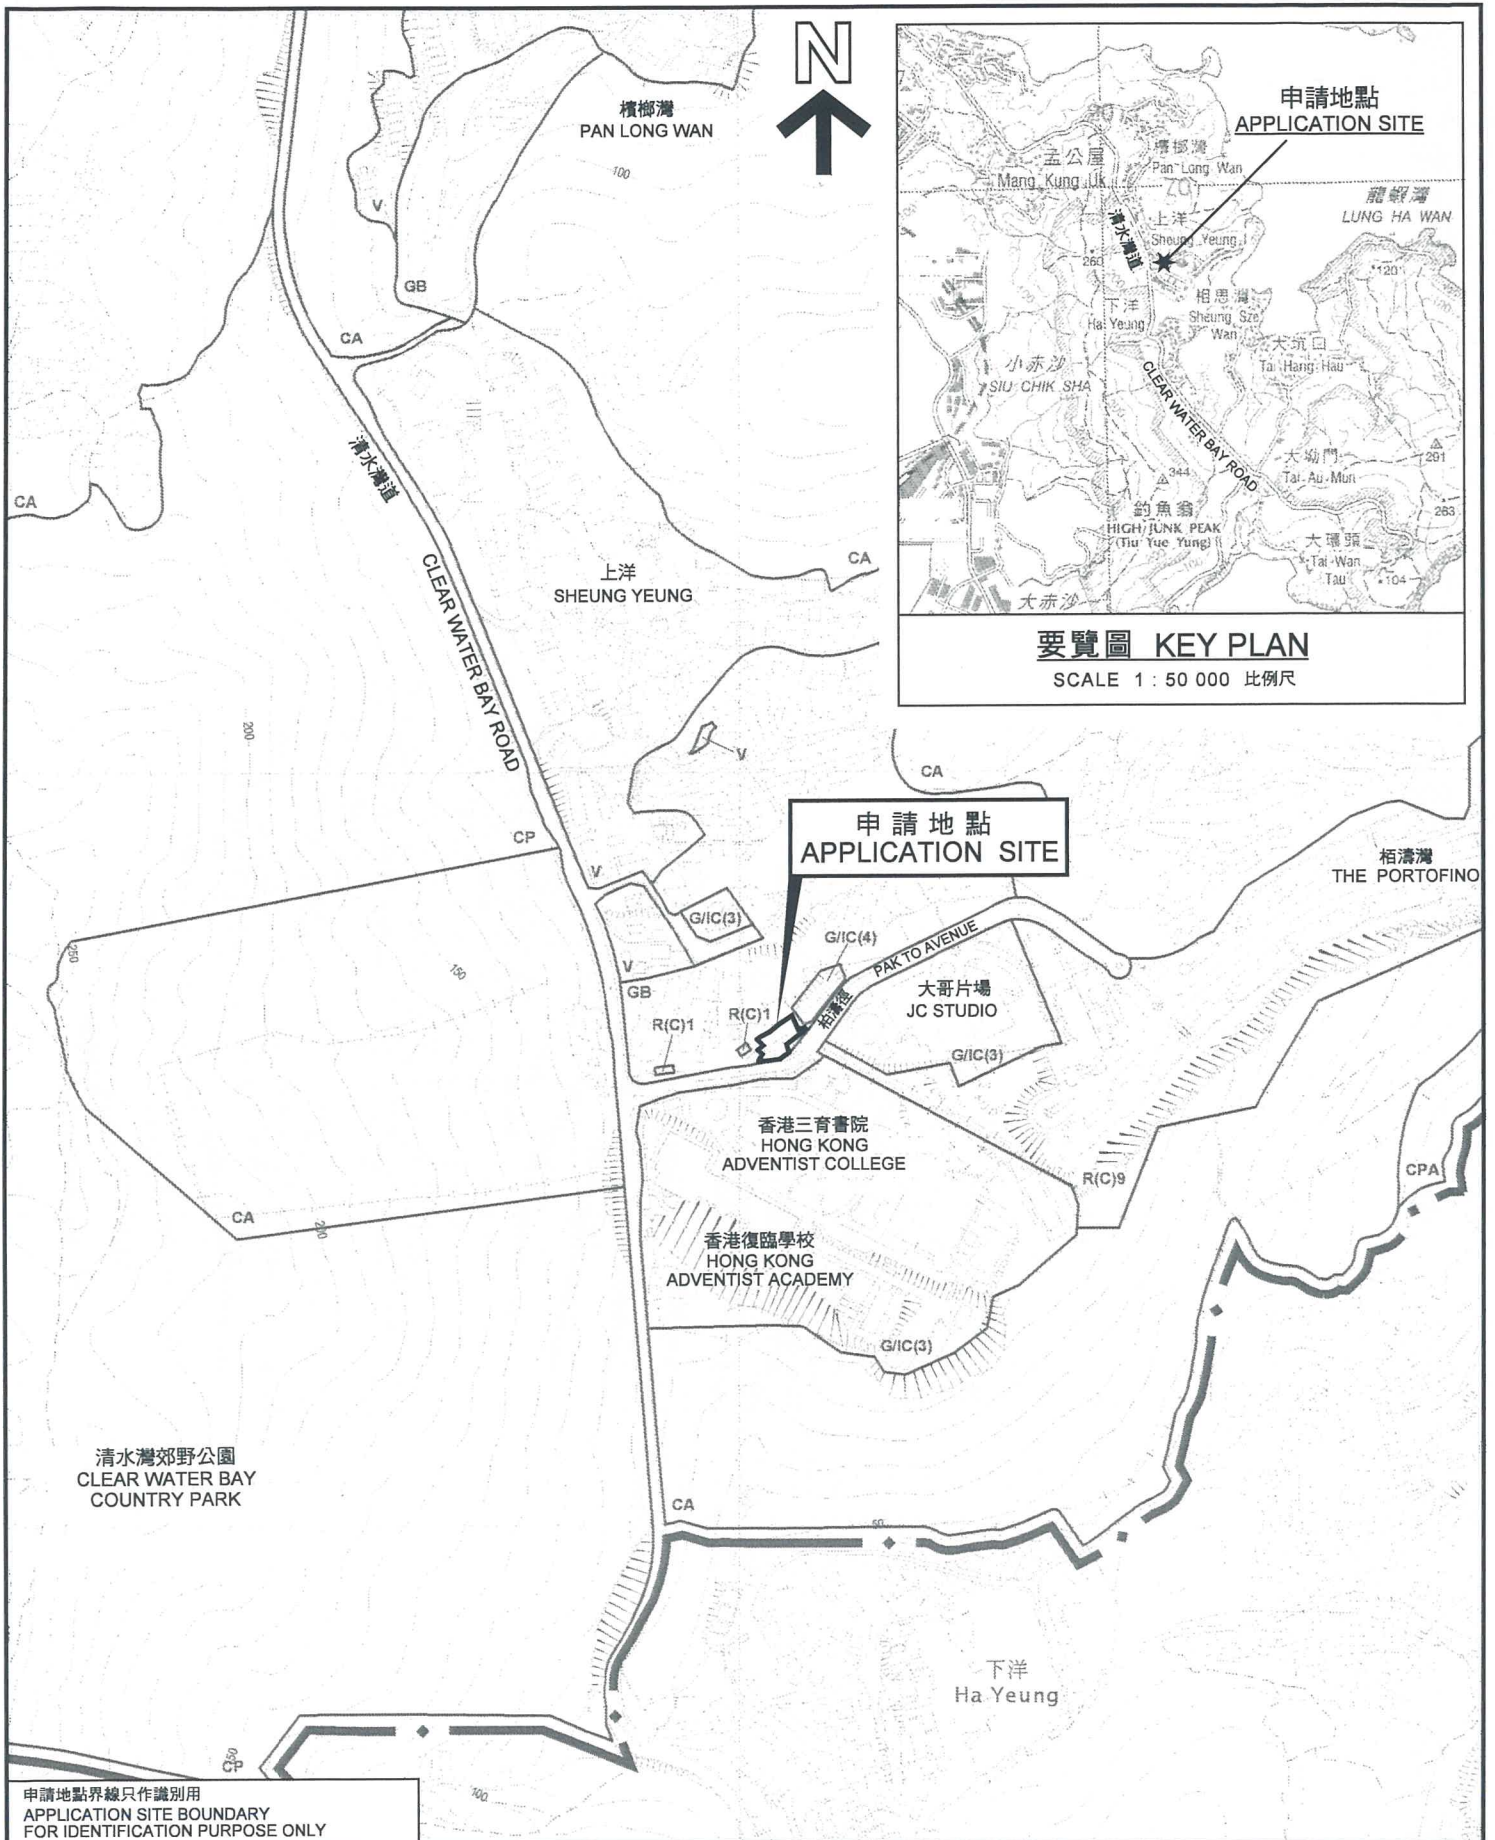 N
檳榔灣
PAN LONG WAN
100
V
GB
CA
清水灣道
CLEAR WATER BAY ROAD
CA
上洋
SHEUNG YEUNG
CA
200
V
CA
CP
申請地點
APPLICATION SITE
栢濤灣
THE PORTOFINO
V
G/IC(3)
G/IC(4)
PAK TO AVENUE
栢濤徑
250
150
V
GB
R(C)1
R(C)1
大哥片場
JC STUDIO
G/IC(3)
香港三育書院
HONG KONG
ADVENTIST COLLEGE
R(C)9
CPA
CA
200
香港復臨學校
HONG KONG
ADVENTIST ACADEMY
G/IC(3)
清水灣郊野公園
CLEAR WATER BAY
COUNTRY PARK
CA
50
下洋
Ha Yeung
CP
100
申請地點界線只作識別用
APPLICATION SITE BOUNDARY
FOR IDENTIFICATION PURPOSE ONLY
申請地點
APPLICATION SITE
孟公屋
Mang Kung Uk
檳榔灣
Pan Long Wan
龍蝦灣
LUNG HA WAN
清水灣道
上洋
Sheung Yeung
260
120
下洋
Ha Yeung
相思灣
Sheung Sze
Wan
大坑口
Tai Hang Hau
小赤沙
SIU CHIK SHA
CLEAR WATER BAY ROAD
344
大坳門
Tai Au Mun
291
釣魚翁
HIGH JUNK PEAK
(Tiu Yue Yung)
263
大環頭
Tai Wan
Tau
104
大赤沙
要覽圖 KEY PLAN
SCALE 1 : 50 000 比例尺